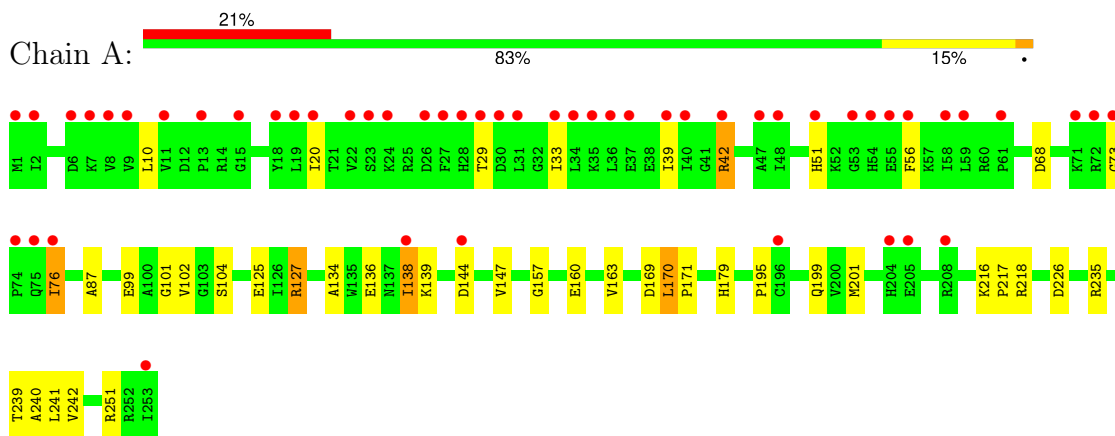 21%
Chain A:
83% 15% •
M1 I2 D6 K7 V8 V9 L10 V11 D12 P13 R14 G15 Y18 L19 I20 T21 V22 S23 K24 R25 D26 F27 H28 T29 D30 L31 G32 I33 L34 K35 L36 E37 E38 I39 I40 G41 R42 A47 I48 H51 K52 G53 H54 E55 F56 K57 I58 L59 R60 P61 D68 K71 R72 G73
P74 Q75 I76 A87 E99 A100 G101 V102 G103 S104 E125 I126 R127 A134 W135 E136 N137 I138 K139 D144 V147 G157 E160 V163 D169 L170 P171 H179 P195 C196 Q199 V200 M201 H204 E205 R208 K216 P217 R218 D226 R235
T239 A240 L241 V242 R251 R252 I253